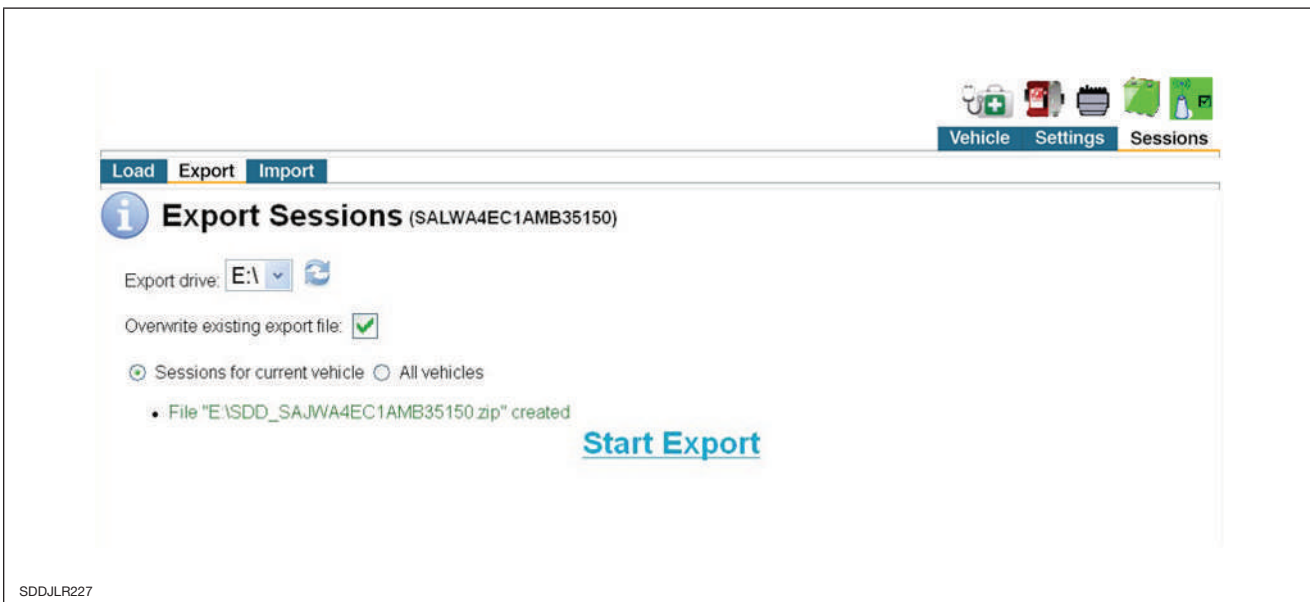 Vehicle Settings Sessions
Load Export Import
Export Sessions (SALWA4EC1AMB35150)
Export drive: E:\
Overwrite existing export file:
Sessions for current vehicle All vehicles
• File "E:\SDD_SAJWA4EC1AMB35150.zip" created
Start Export
SDDJLR227